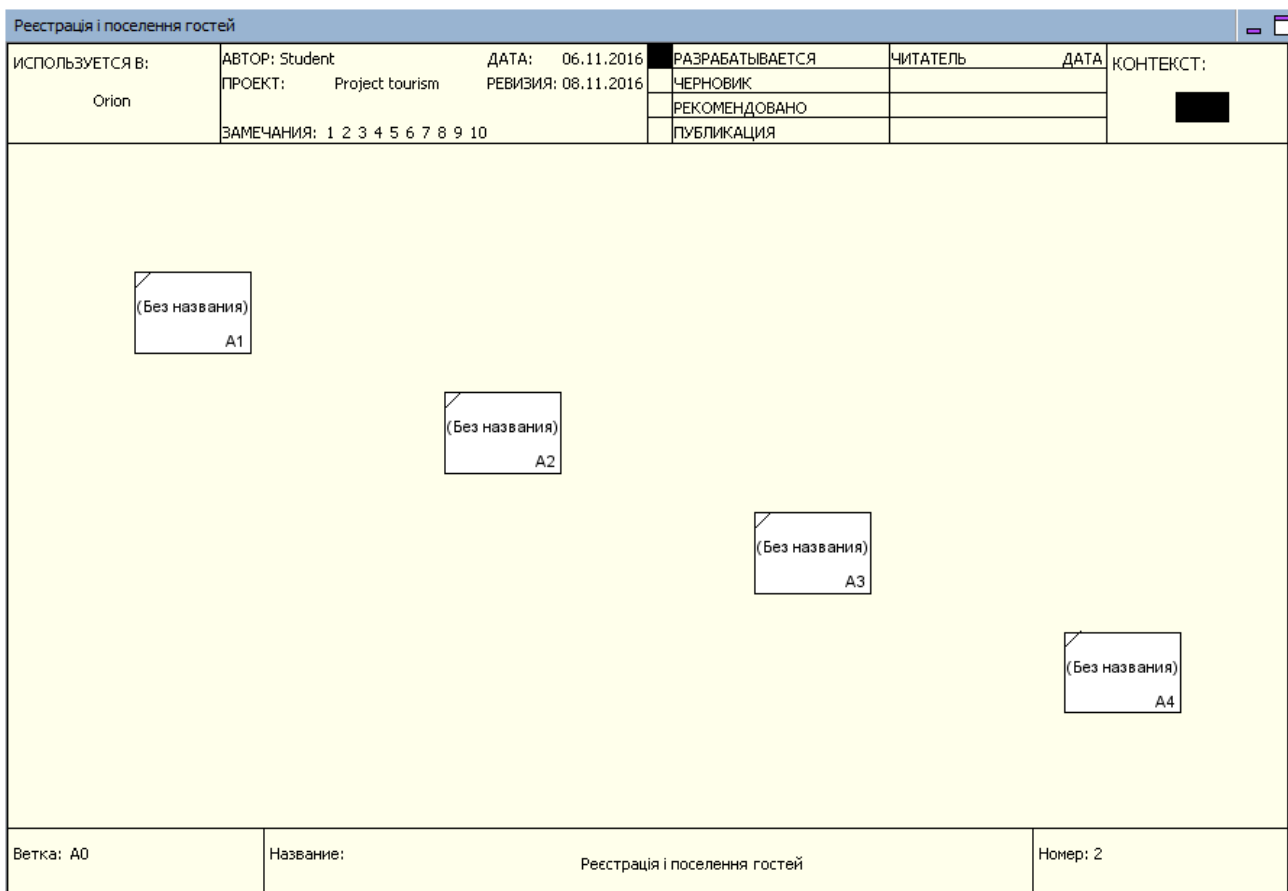 Реєстрація і поселення гостей
ИСПОЛЬЗУЕТСЯ В:
Orion
АВТОР: Student ДАТА: 06.11.2016
ПРОЕКТ: Project tourism РЕВИЗИЯ: 08.11.2016
ЗАМЕЧАНИЯ: 1 2 3 4 5 6 7 8 9 10
РАЗРАБАТЫВАЕТСЯ
ЧЕРНОВИК
РЕКОМЕНДОВАНО
ПУБЛИКАЦИЯ
ЧИТАТЕЛЬ ДАТА
КОНТЕКСТ:
(Без названия)
A1
(Без названия)
A2
(Без названия)
A3
(Без названия)
A4
Ветка: A0
Название:
Реєстрація і поселення гостей
Номер: 2